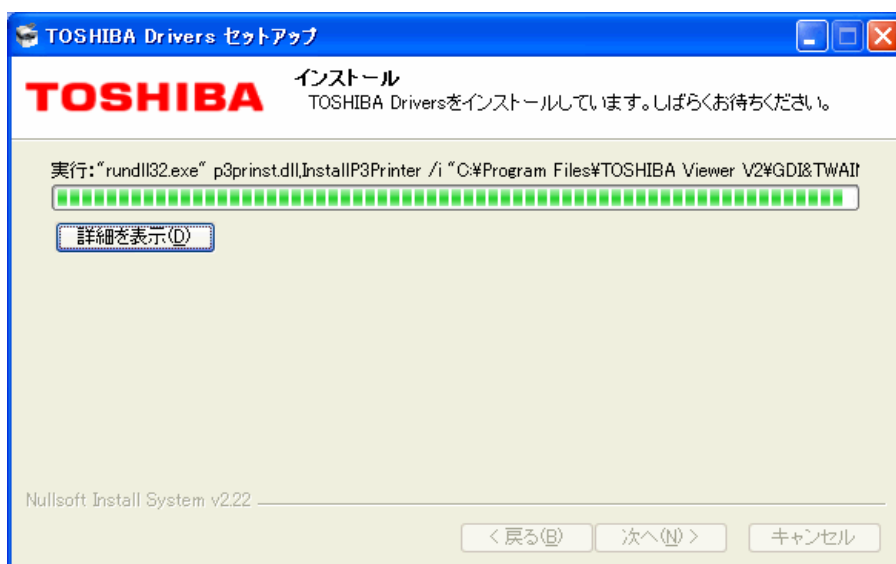 TOSHIBA Drivers セットアップ
TOSHIBA
インストール
TOSHIBA Driversをインストールしています。しばらくお待ちください。
実行:"rundll32.exe" p3prinst.dll,InstallP3Printer /i "C:¥Program Files¥TOSHIBA Viewer V2¥GDI&TWAI
詳細を表示(D)
Nullsoft Install System v2.22
< 戻る(B)
次へ(N) >
キャンセル